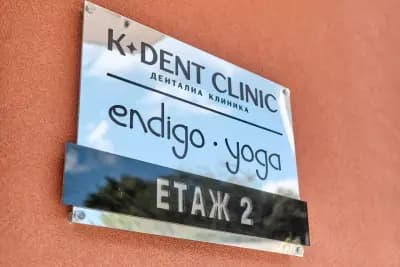 K✦DENT CLINIC
ДЕНТАЛНА КЛИНИКА
endigo · yoga
ЕТАЖ 2